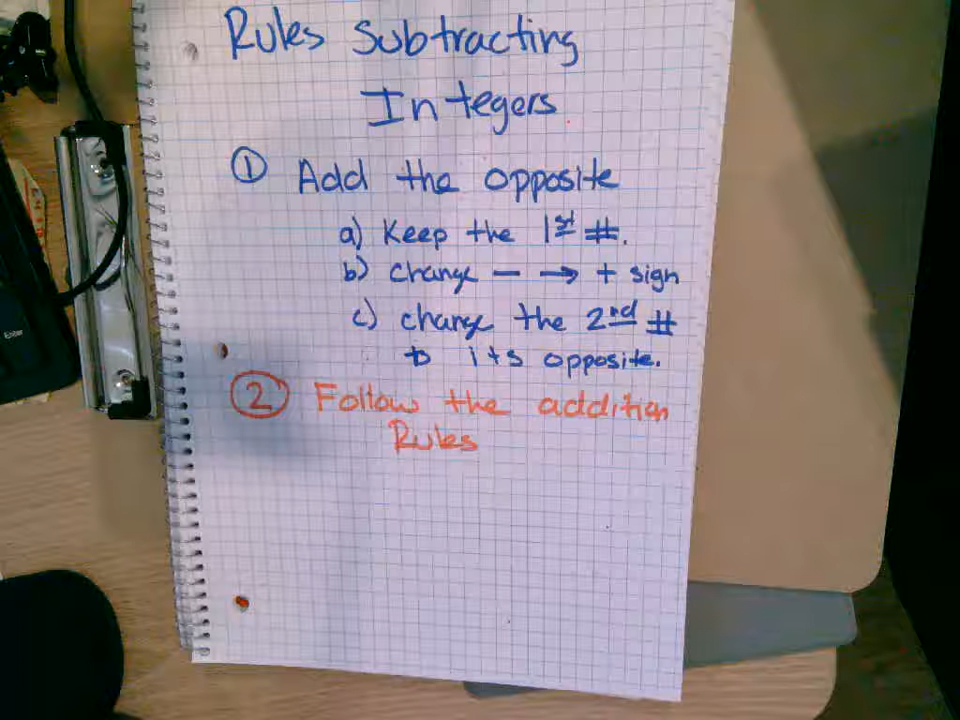 Rules Subtracting
Integers
① Add the opposite
a) Keep the 1st #.
b) change — → + sign
c) change the 2nd #
to its opposite.
② Follow the addition
Rules
Enter